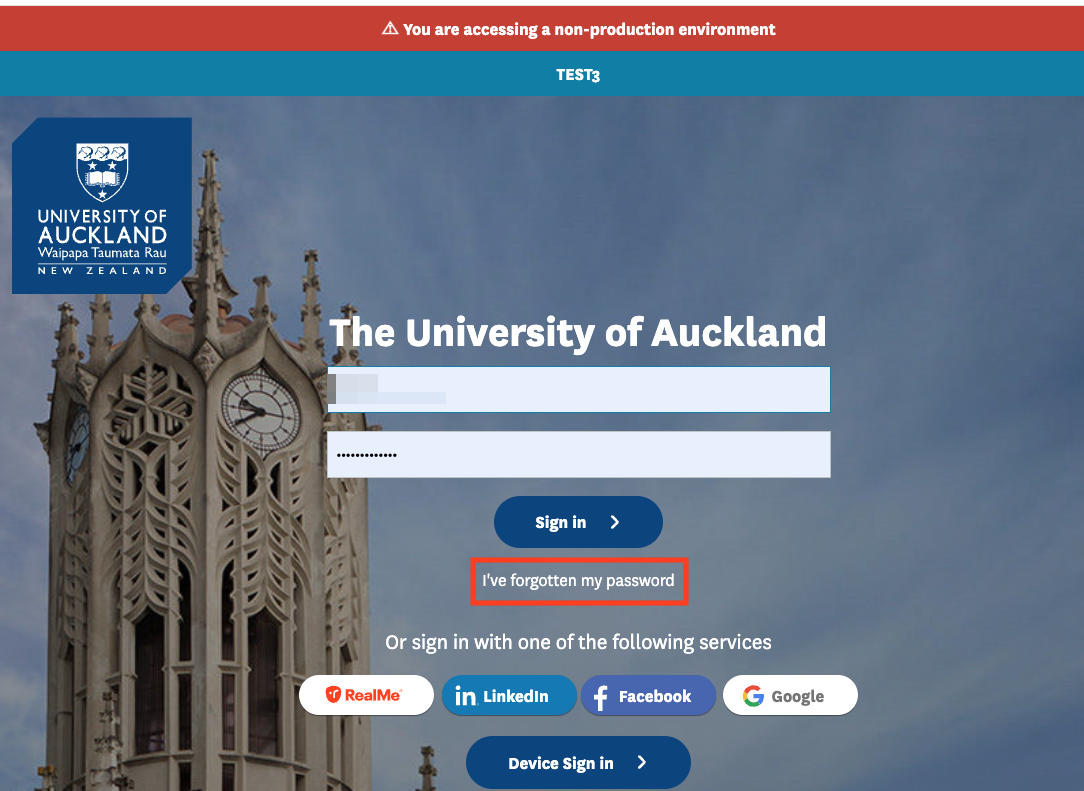 ⚠ You are accessing a non-production environment
TEST3
UNIVERSITY OF
AUCKLAND
Waipapa Taumata Rau
NEW ZEALAND
The University of Auckland
•••••••••••••
Sign in >
I've forgotten my password
Or sign in with one of the following services
RealMe in LinkedIn f Facebook G Google
Device Sign in >